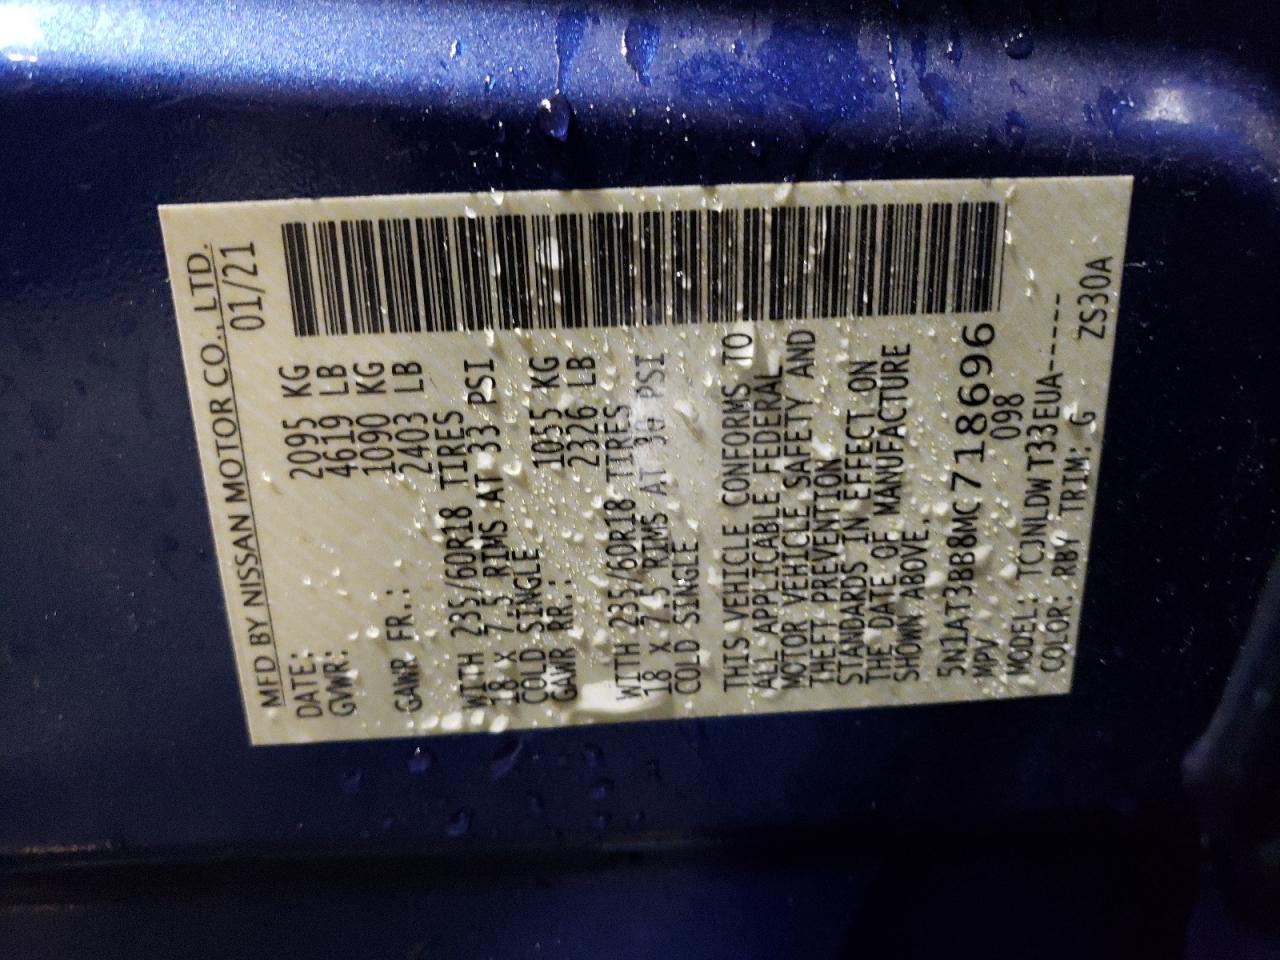 MFD BY NISSAN MOTOR CO., LTD.
DATE: 01/21
GVWR: 2095 KG
4619 LB
GAWR FR.: 1090 KG
2403 LB
WITH 235/60R18 TIRES
18 X 7.5 RIMS AT 33 PSI
COLD SINGLE
GAWR RR.: 1055 KG
2326 LB
WITH 235/60R18 TIRES
18 X 7.5 RIMS AT 30 PSI
COLD SINGLE
THIS VEHICLE CONFORMS TO
ALL APPLICABLE FEDERAL
MOTOR VEHICLE SAFETY AND
THEFT PREVENTION
STANDARDS IN EFFECT ON
THE DATE OF MANUFACTURE
SHOWN ABOVE.
5N1AT3BB8MC718696
MPV 098
MODEL: TCJNLDWT33EUA------
COLOR: RBY TRIM: G ZS30A